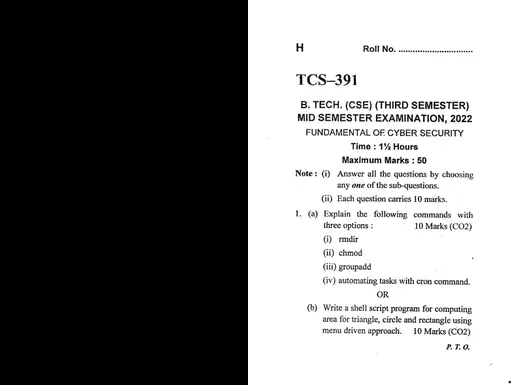 H Roll No. ...............................
TCS–391
B. TECH. (CSE) (THIRD SEMESTER)
MID SEMESTER EXAMINATION, 2022
FUNDAMENTAL OF CYBER SECURITY
Time : 1½ Hours
Maximum Marks : 50
Note : (i) Answer all the questions by choosing
any one of the sub-questions.
(ii) Each question carries 10 marks.
1. (a) Explain the following commands with
three options : 10 Marks (CO2)
(i) rmdir
(ii) chmod
(iii) groupadd
(iv) automating tasks with cron command.
OR
(b) Write a shell script program for computing
area for triangle, circle and rectangle using
menu driven approach. 10 Marks (CO2)
P. T. O.